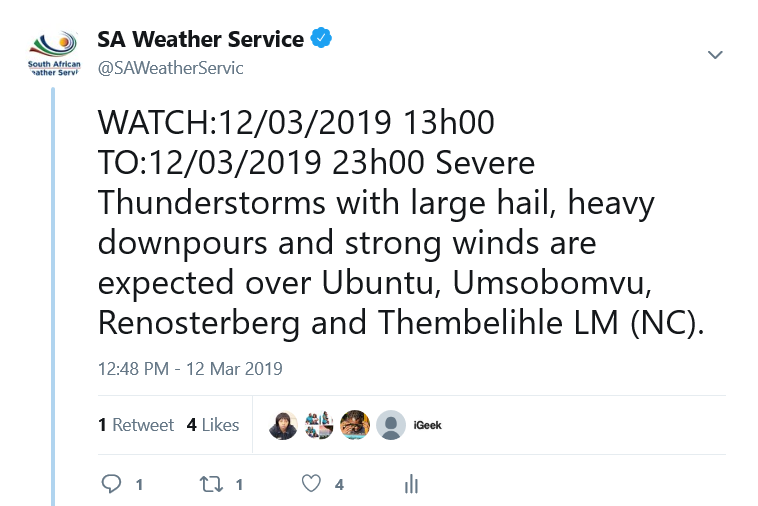 SA Weather Service
South African
@SAWeatherServic
WATCH:12/03/2019 13h00
TO:12/03/2019 23h00 Severe
Thunderstorms with large hail, heavy
downpours and strong winds are
expected over Ubuntu, Umsobomvu,
Renosterberg and Thembelihle LM (NC).
12:48 PM - 12 Mar 2019
1 Retweet 4 Likes iGeek
1 1 4